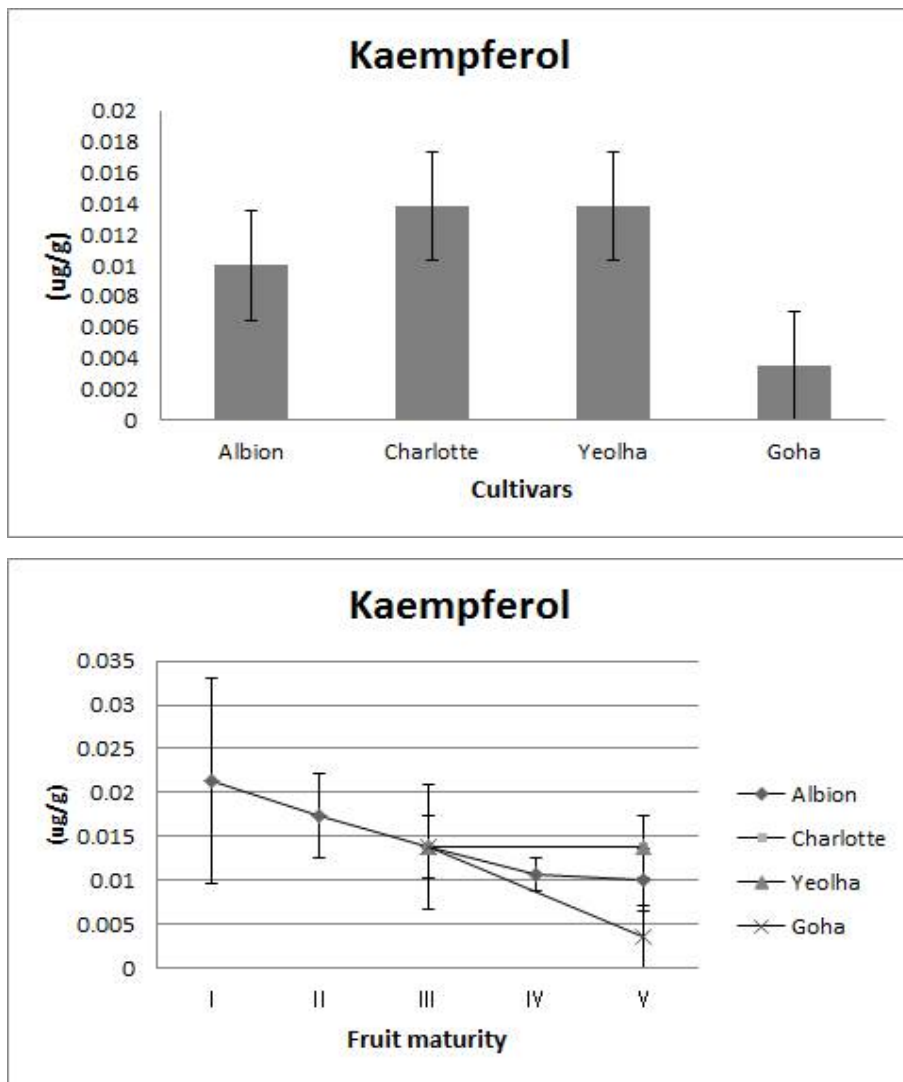 Kaempferol
0.02
0.018
0.016
0.014
0.012
0.01
0.008
0.006
0.004
0.002
0
(ug/g)
Albion Charlotte Yeolha Goha
Cultivars
Kaempferol
0.035
0.03
0.025
0.02
0.015
0.01
0.005
0
(ug/g)
I II III IV V
Fruit maturity
Albion
Charlotte
Yeolha
Goha